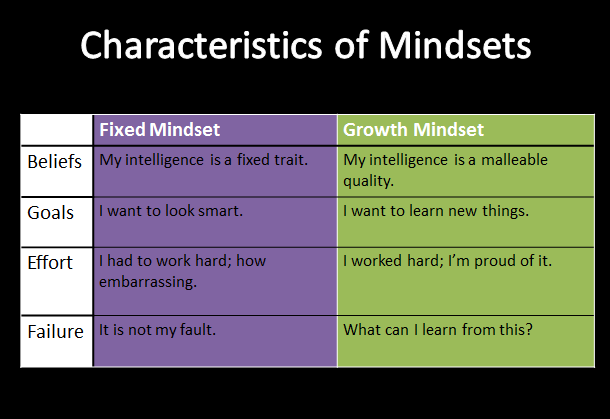 Characteristics of Mindsets
Fixed Mindset
Growth Mindset
Beliefs
My intelligence is a fixed trait.
My intelligence is a malleable
quality.
Goals
I want to look smart.
I want to learn new things.
Effort
I had to work hard; how
embarrassing.
I worked hard; I’m proud of it.
Failure
It is not my fault.
What can I learn from this?